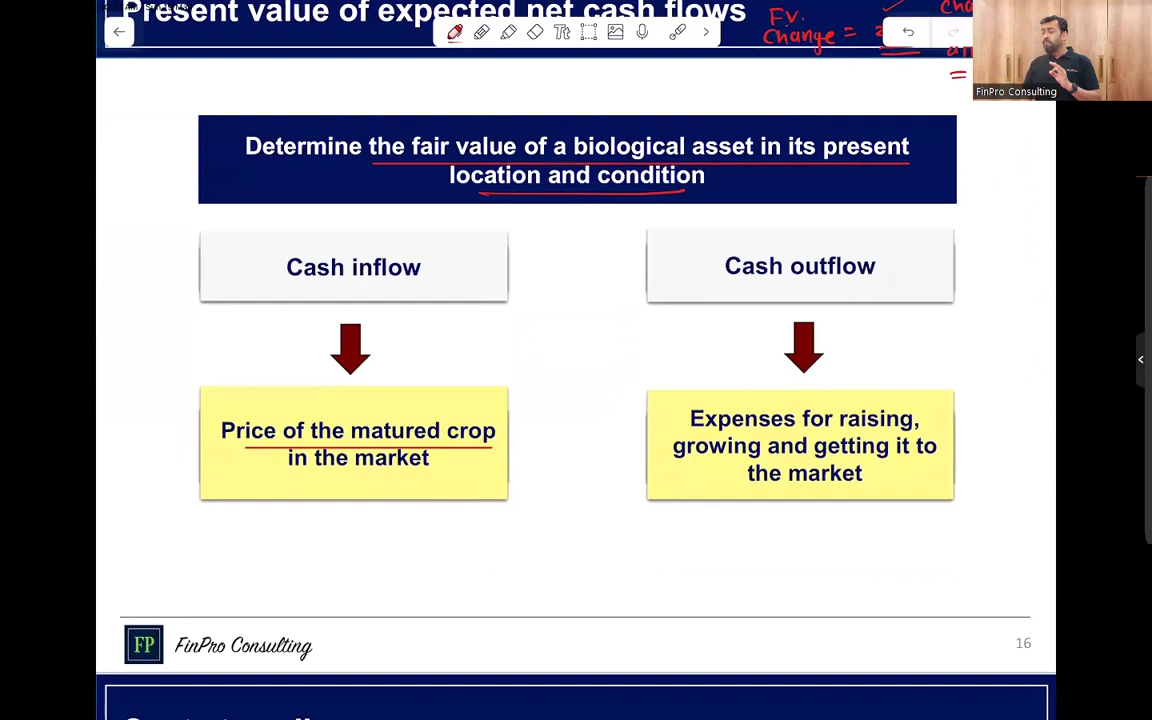 Present value of expected net cash flows
F.v.
Change =
=
Tt
FinPro Consulting
Determine the fair value of a biological asset in its present
location and condition
Cash inflow
Cash outflow
Price of the matured crop
in the market
Expenses for raising,
growing and getting it to
the market
FP FinPro Consulting
16